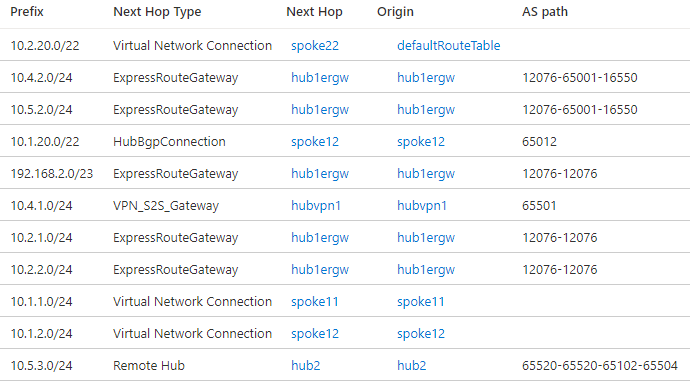 Prefix Next Hop Type Next Hop Origin AS path
10.2.20.0/22 Virtual Network Connection spoke22 defaultRouteTable
10.4.2.0/24 ExpressRouteGateway hub1ergw hub1ergw 12076-65001-16550
10.5.2.0/24 ExpressRouteGateway hub1ergw hub1ergw 12076-65001-16550
10.1.20.0/22 HubBgpConnection spoke12 spoke12 65012
192.168.2.0/23 ExpressRouteGateway hub1ergw hub1ergw 12076-12076
10.4.1.0/24 VPN_S2S_Gateway hubvpn1 hubvpn1 65501
10.2.1.0/24 ExpressRouteGateway hub1ergw hub1ergw 12076-12076
10.2.2.0/24 ExpressRouteGateway hub1ergw hub1ergw 12076-12076
10.1.1.0/24 Virtual Network Connection spoke11 spoke11
10.1.2.0/24 Virtual Network Connection spoke12 spoke12
10.5.3.0/24 Remote Hub hub2 hub2 65520-65520-65102-65504